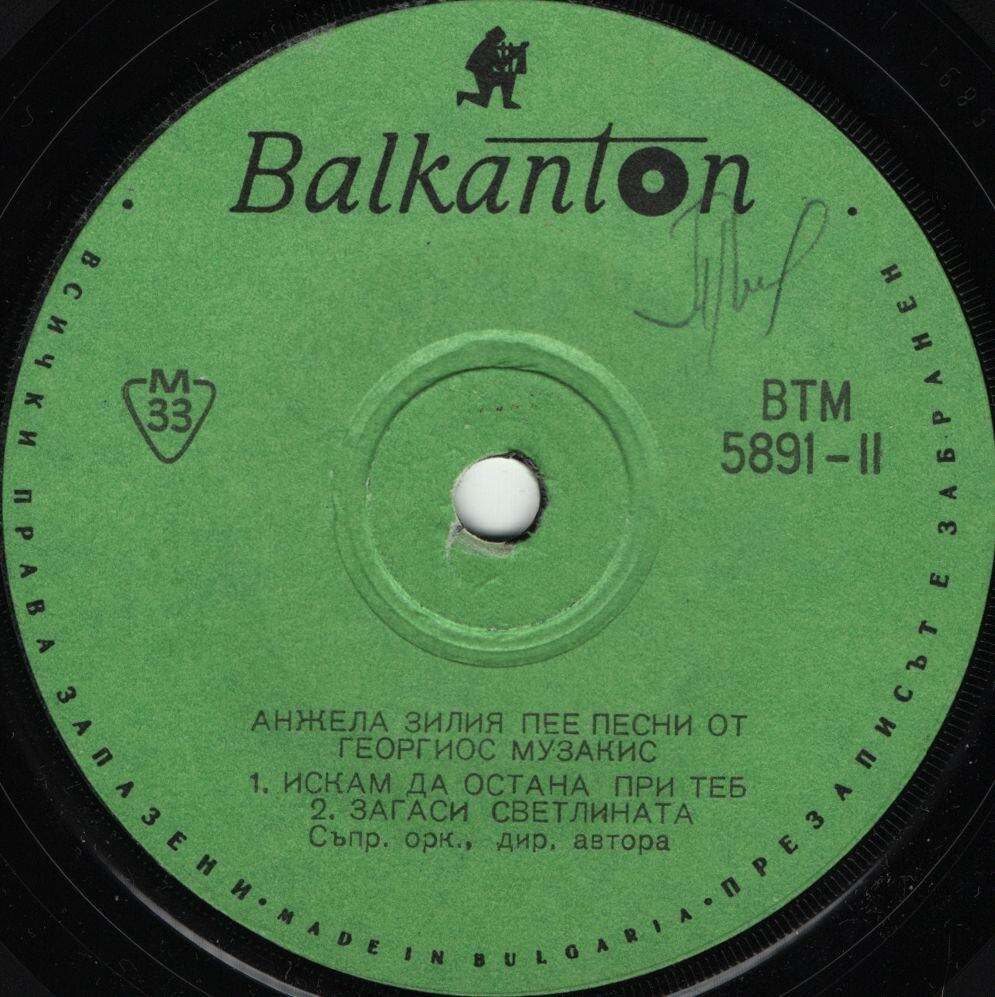 Balkanton
M
33
ВТМ
5891-II
АНЖЕЛА ЗИЛИЯ ПЕЕ ПЕСНИ ОТ
ГЕОРГИОС МУЗАКИС
1. ИСКАМ ДА ОСТАНА ПРИ ТЕБ
2. ЗАГАСИ СВЕТЛИНАТА
Съпр. орк., дир. автора
• ВСИЧКИ ПРАВА ЗАПАЗЕНИ • MADE IN BULGARIA • ПРЕЗАПИСЪТ Е ЗАБРАНЕН •